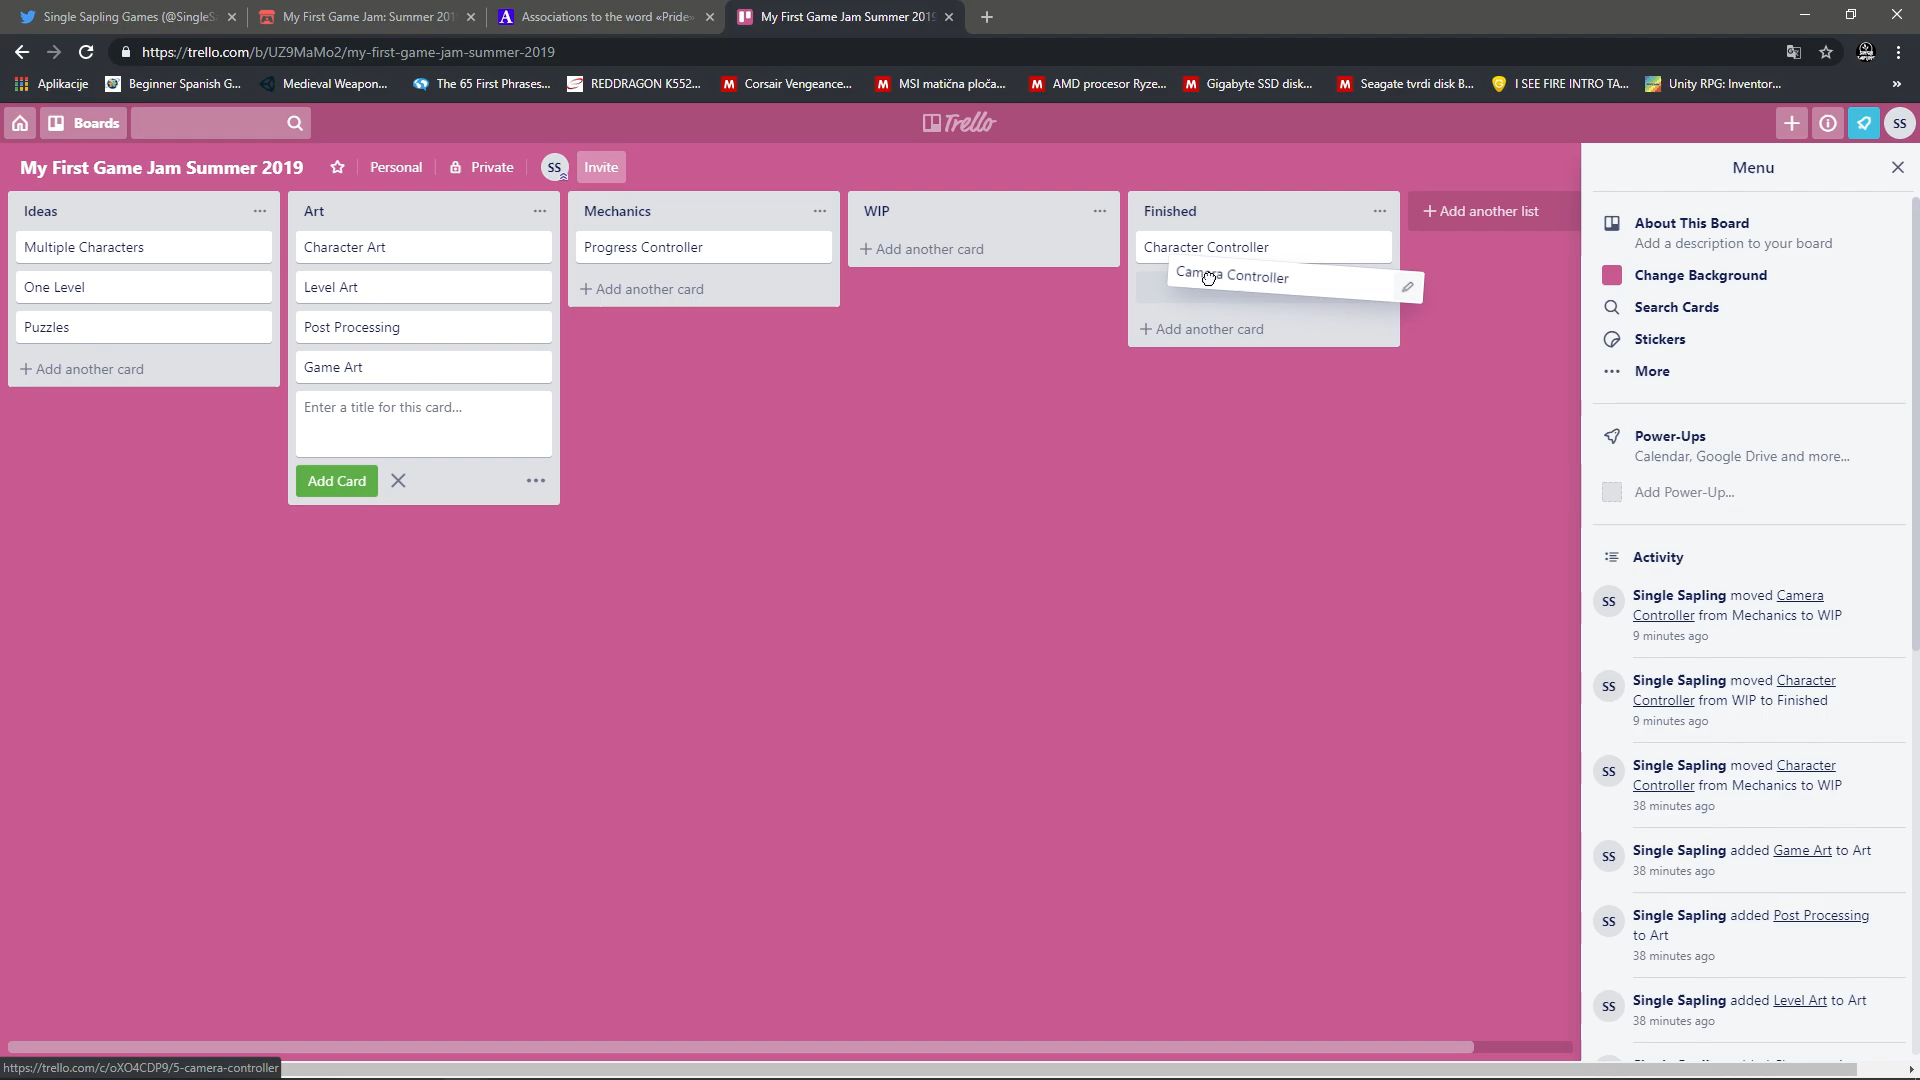 Single Sapling Games (@SingleS
My First Game Jam: Summer 201
Associations to the word «Pride»
My First Game Jam Summer 2019
https://trello.com/b/UZ9MaMo2/my-first-game-jam-summer-2019
Aplikacije
Beginner Spanish G...
Medieval Weapon...
The 65 First Phrases...
REDDRAGON K552...
Corsair Vengeance...
MSI matična ploča...
AMD procesor Ryze...
Gigabyte SSD disk...
Seagate tvrdi disk B...
I SEE FIRE INTRO TA...
Unity RPG: Inventor...
»
Boards
Trello
SS
My First Game Jam Summer 2019
Personal
Private
SS
Invite
Ideas
Multiple Characters
One Level
Puzzles
+ Add another card
Art
Character Art
Level Art
Post Processing
Game Art
Enter a title for this card...
Add Card
Mechanics
Progress Controller
+ Add another card
WIP
+ Add another card
Finished
Character Controller
Camera Controller
+ Add another card
+ Add another list
Menu
About This Board
Add a description to your board
Change Background
Search Cards
Stickers
More
Power-Ups
Calendar, Google Drive and more...
Add Power-Up...
Activity
SS
Single Sapling moved Camera
Controller from Mechanics to WIP
9 minutes ago
SS
Single Sapling moved Character
Controller from WIP to Finished
9 minutes ago
SS
Single Sapling moved Character
Controller from Mechanics to WIP
38 minutes ago
SS
Single Sapling added Game Art to Art
38 minutes ago
SS
Single Sapling added Post Processing
to Art
38 minutes ago
SS
Single Sapling added Level Art to Art
38 minutes ago
https://trello.com/c/oXO4CDP9/5-camera-controller